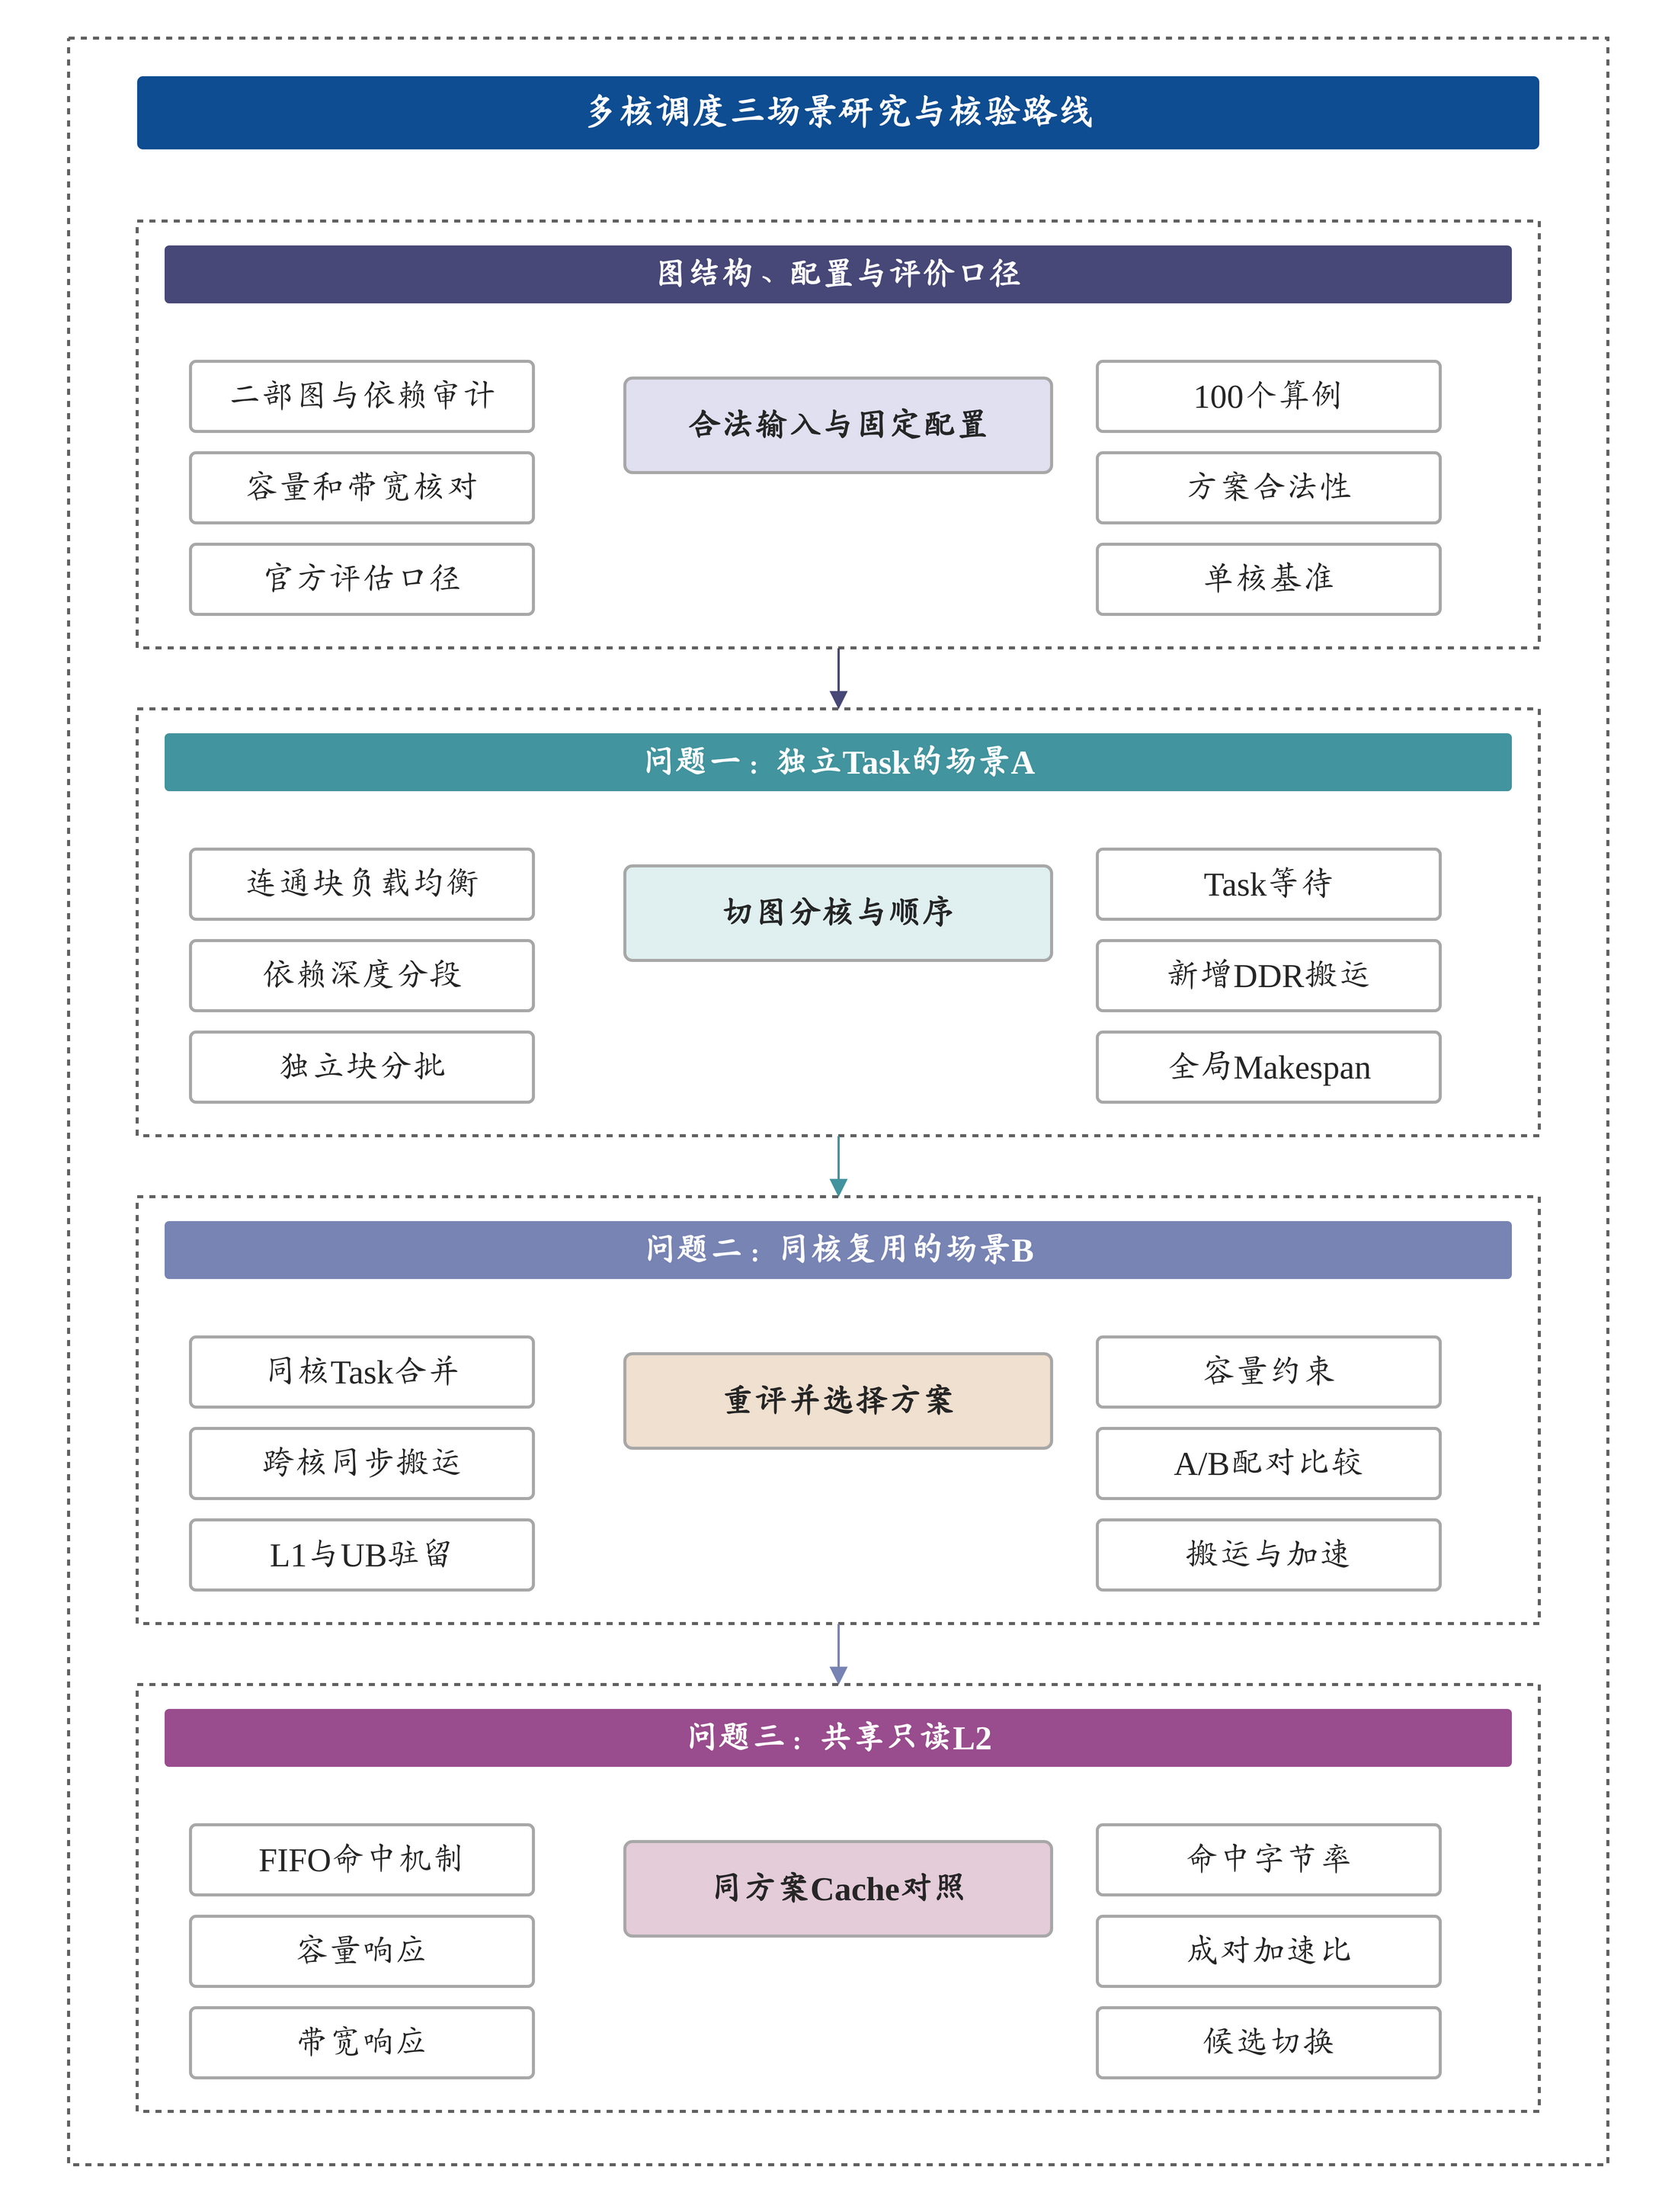 多核调度三场景研究与核验路线
图结构、配置与评价口径
二部图与依赖审计
容量和带宽核对
官方评估口径
合法输入与固定配置
100个算例
方案合法性
单核基准
问题一：独立Task的场景A
连通块负载均衡
依赖深度分段
独立块分批
切图分核与顺序
Task等待
新增DDR搬运
全局Makespan
问题二：同核复用的场景B
同核Task合并
跨核同步搬运
L1与UB驻留
重评并选择方案
容量约束
A/B配对比较
搬运与加速
问题三：共享只读L2
FIFO命中机制
容量响应
带宽响应
同方案Cache对照
命中字节率
成对加速比
候选切换